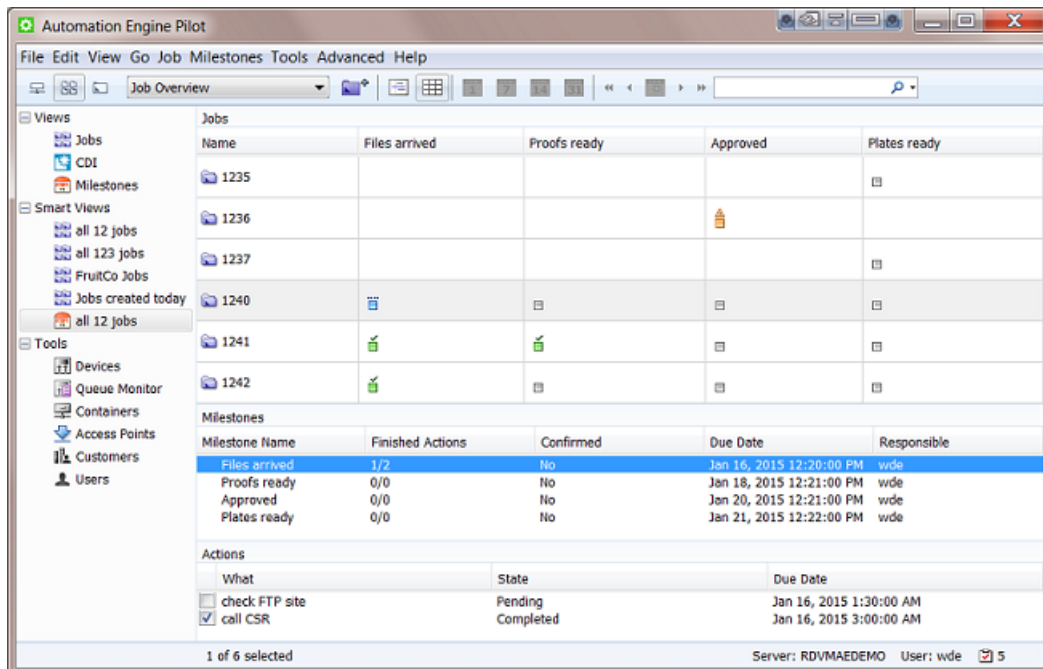 Automation Engine Pilot
File Edit View Go Job Milestones Tools Advanced Help
Job Overview
1 7 14 31
Views
Jobs
CDI
Milestones
Smart Views
all 12 jobs
all 123 jobs
FruitCo Jobs
Jobs created today
all 12 jobs
Tools
Devices
Queue Monitor
Containers
Access Points
Customers
Users
Jobs
Name Files arrived Proofs ready Approved Plates ready
1235
1236
1237
1240
1241
1242
Milestones
Milestone Name Finished Actions Confirmed Due Date Responsible
Files arrived 1/2 No Jan 16, 2015 12:20:00 PM wde
Proofs ready 0/0 No Jan 18, 2015 12:21:00 PM wde
Approved 0/0 No Jan 20, 2015 12:21:00 PM wde
Plates ready 0/0 No Jan 21, 2015 12:22:00 PM wde
Actions
What State Due Date
check FTP site Pending Jan 16, 2015 1:30:00 AM
call CSR Completed Jan 16, 2015 3:00:00 AM
1 of 6 selected Server: RDVMAEDEMO User: wde 5